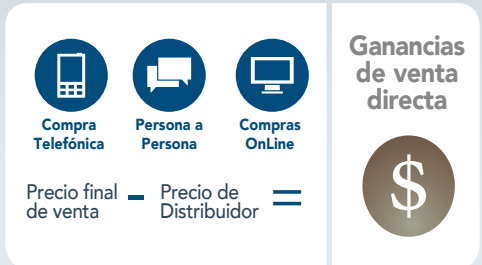 Compra
Telefónica
Persona a
Persona
Compras
OnLine
Precio final
de venta
-
Precio de
Distribuidor
=
Ganancias
de venta
directa
$